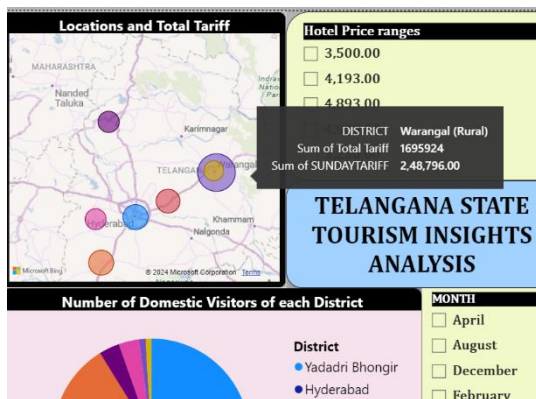 Locations and Total Tariff
MAHARASHTRA
Nanded
Taluka
Karimnagar
TELANGANA
Warangal
Hyderabad
Khammam
Nalgonda
Microsoft Bing
© 2024 Microsoft Corporation Terms
Hotel Price ranges
3,500.00
4,193.00
4,893.00
DISTRICT Warangal (Rural)
Sum of Total Tariff 1695924
Sum of SUNDAYTARIFF 2,48,796.00
TELANGANA STATE
TOURISM INSIGHTS
ANALYSIS
Number of Domestic Visitors of each District
District
Yadadri Bhongir
Hyderabad
MONTH
April
August
December
February